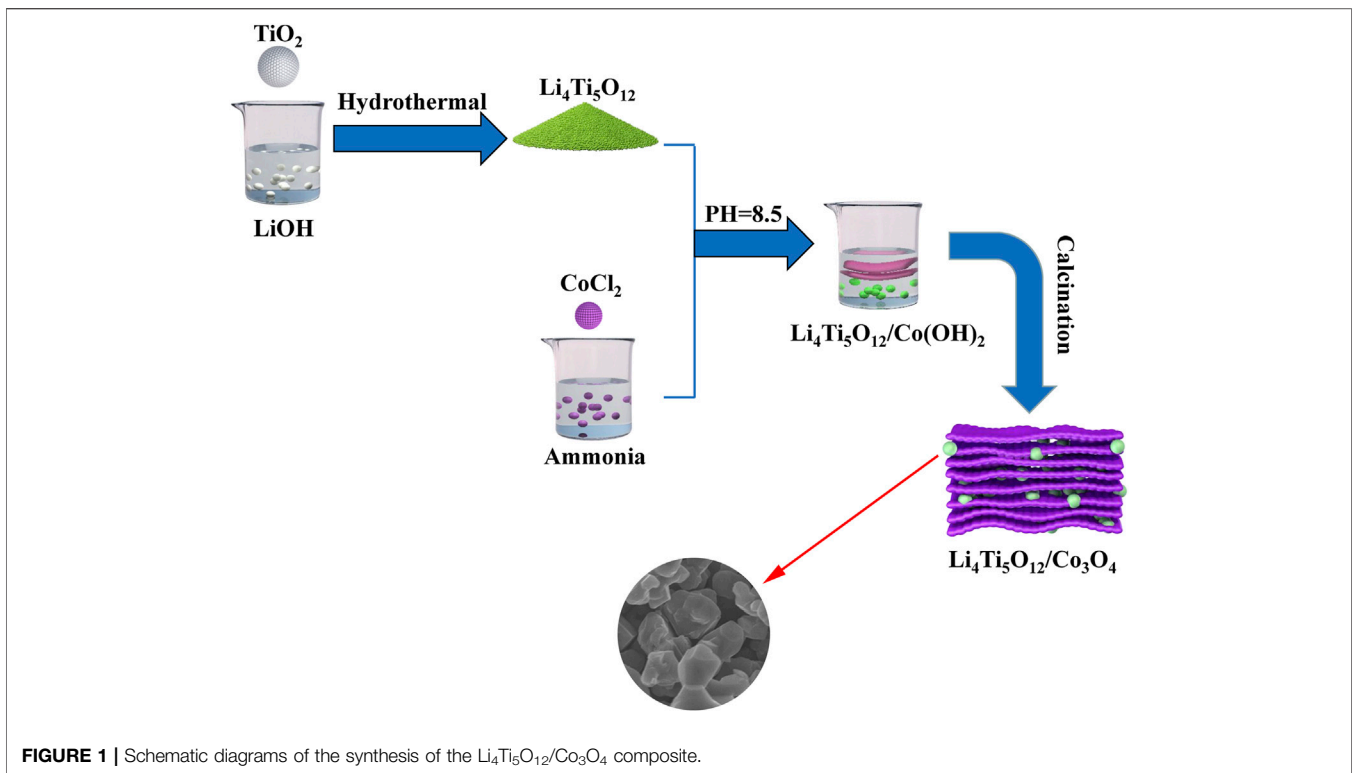 TiO₂
Hydrothermal
Li₄Ti₅O₁₂
LiOH
PH=8.5
CoCl₂
Ammonia
Li₄Ti₅O₁₂/Co(OH)₂
Calcination
Li₄Ti₅O₁₂/Co₃O₄
FIGURE 1 | Schematic diagrams of the synthesis of the Li₄Ti₅O₁₂/Co₃O₄ composite.